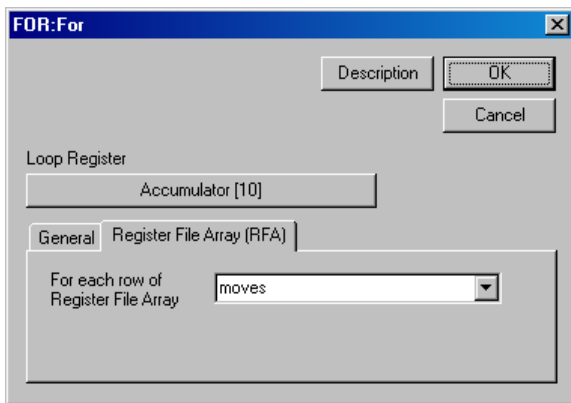 FOR:For
Description
OK
Cancel
Loop Register
Accumulator [10]
General
Register File Array (RFA)
For each row of
Register File Array
moves